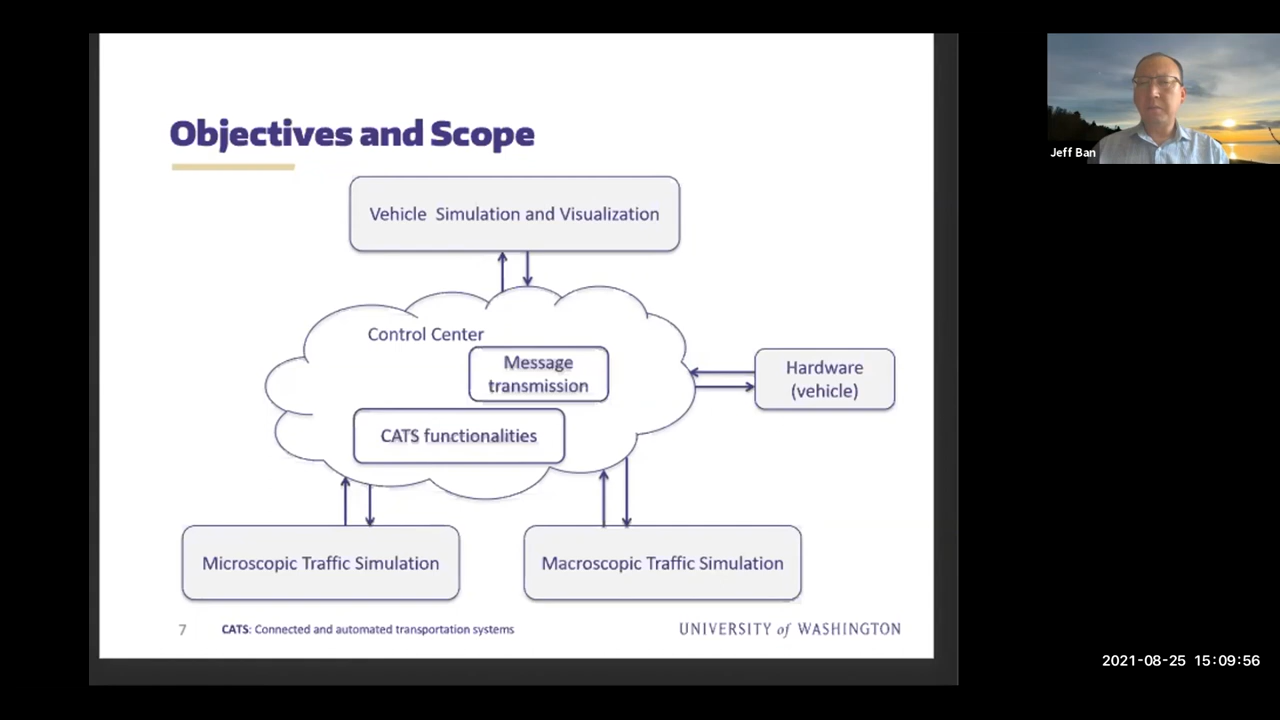 Objectives and Scope
Vehicle Simulation and Visualization
Control Center
Message
transmission
CATS functionalities
Hardware
(vehicle)
Microscopic Traffic Simulation
Macroscopic Traffic Simulation
7
CATS: Connected and automated transportation systems
UNIVERSITY of WASHINGTON
Jeff Ban
2021-08-25 15:09:56